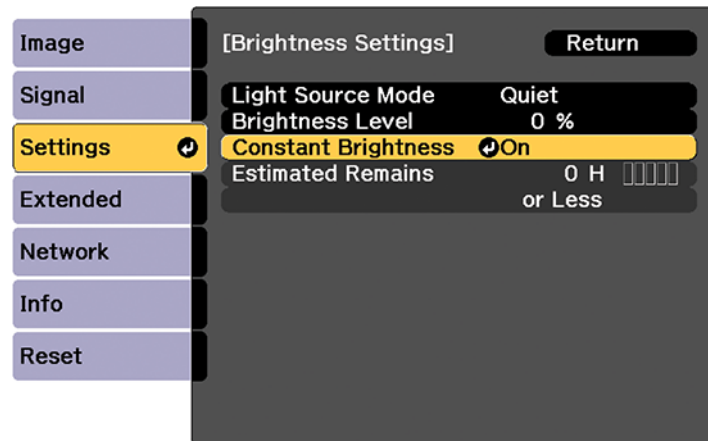 Image
Signal
Settings
Extended
Network
Info
Reset
[Brightness Settings] Return
Light Source Mode Quiet
Brightness Level 0 %
Constant Brightness On
Estimated Remains 0 H
or Less